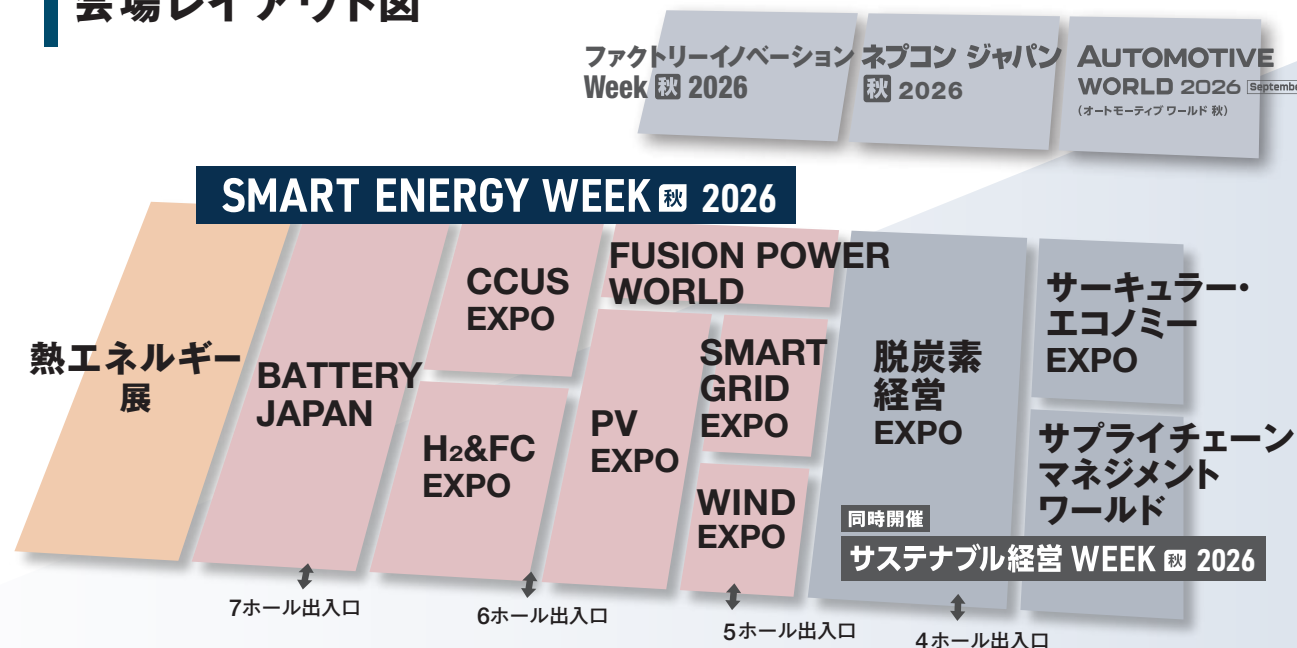 会場レイアウト図
ファクトリーイノベーション
Week 秋 2026
ネプコン ジャパン
秋 2026
AUTOMOTIVE
WORLD 2026 September
（オートモーティブ ワールド 秋）
SMART ENERGY WEEK 秋 2026
熱エネルギー
展
BATTERY
JAPAN
CCUS
EXPO
H2&FC
EXPO
FUSION POWER
WORLD
PV
EXPO
SMART
GRID
EXPO
WIND
EXPO
脱炭素
経営
EXPO
サーキュラー・
エコノミー
EXPO
サプライチェーン
マネジメント
ワールド
同時開催
サステナブル経営 WEEK 秋 2026
7ホール出入口
6ホール出入口
5ホール出入口
4ホール出入口